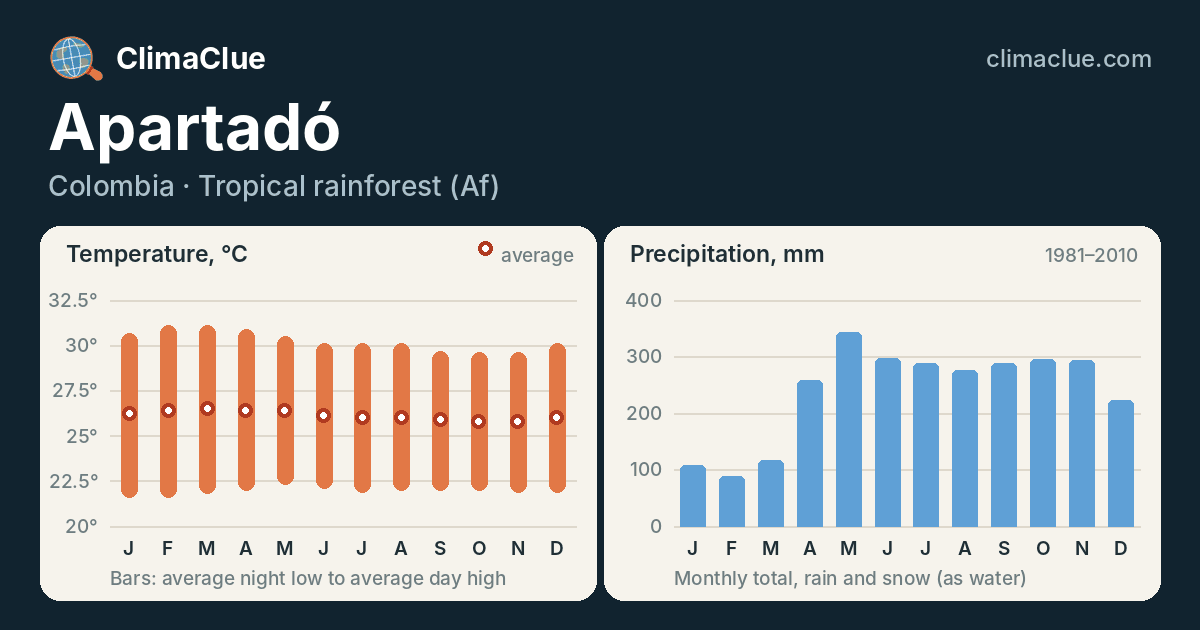 ClimaClue
climaclue.com
Apartadó
Colombia · Tropical rainforest (Af)
Temperature, °C
average
32.5°
30°
27.5°
25°
22.5°
20°
J F M A M J J A S O N D
Bars: average night low to average day high
Precipitation, mm
1981–2010
400
300
200
100
0
J F M A M J J A S O N D
Monthly total, rain and snow (as water)